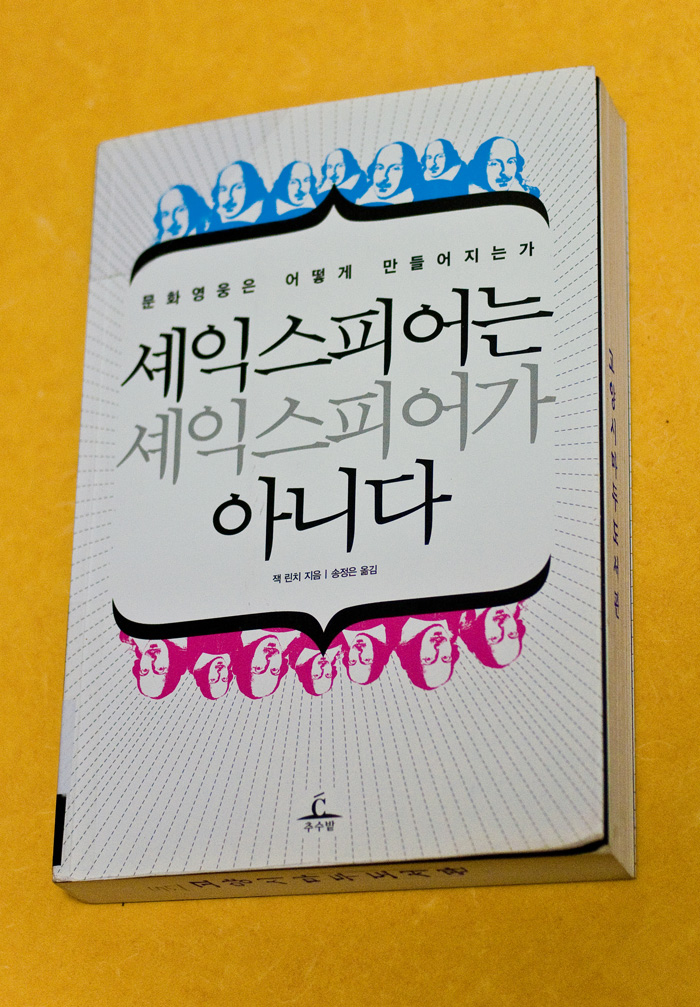 문화영웅은 어떻게 만들어지는가
셰익스피어는
셰익스피어가
아니다
잭 린치 지음 | 송정은 옮김
Ć
추수밭